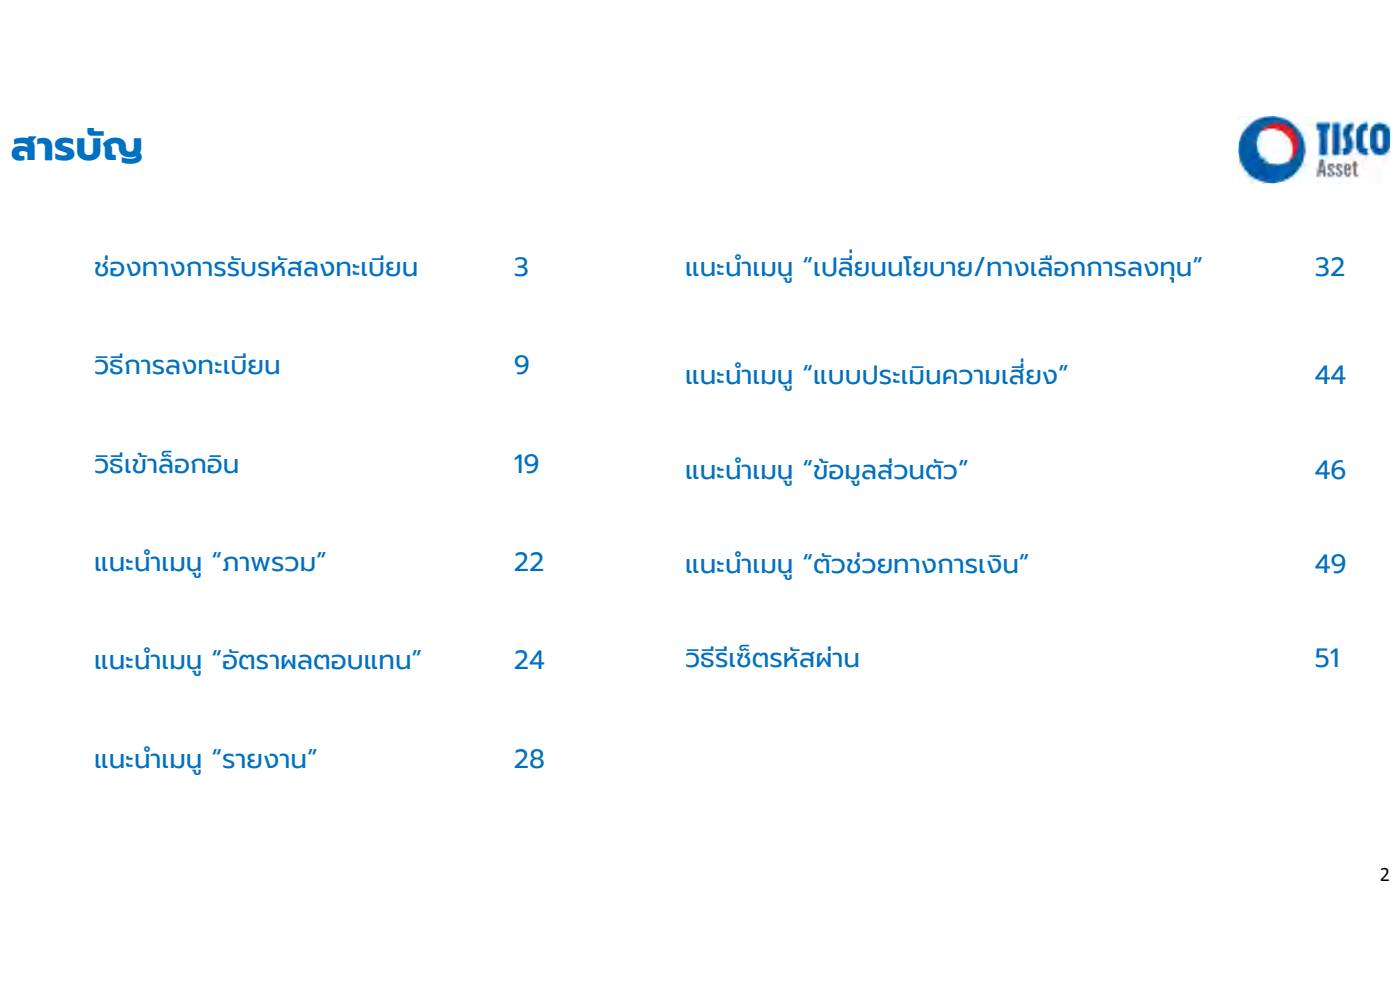 สารบัญ
TISCO
Asset
ช่องทางการรับรหัสลงทะเบียน 3
วิธีการลงทะเบียน 9
วิธีเข้าล็อกอิน 19
แนะนำเมนู “ภาพรวม” 22
แนะนำเมนู “อัตราผลตอบแทน” 24
แนะนำเมนู “รายงาน” 28
แนะนำเมนู “เปลี่ยนนโยบาย/ทางเลือกการลงทุน” 32
แนะนำเมนู “แบบประเมินความเสี่ยง” 44
แนะนำเมนู “ข้อมูลส่วนตัว” 46
แนะนำเมนู “ตัวช่วยทางการเงิน” 49
วิธีรีเซ็ตรหัสผ่าน 51
2